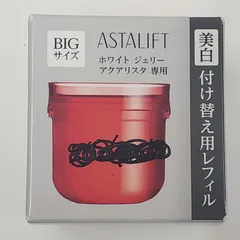 BIG
サイズ
ASTALIFT
ホワイト ジェリー
アクアリスタ 専用
美白
付け替え用レフィル